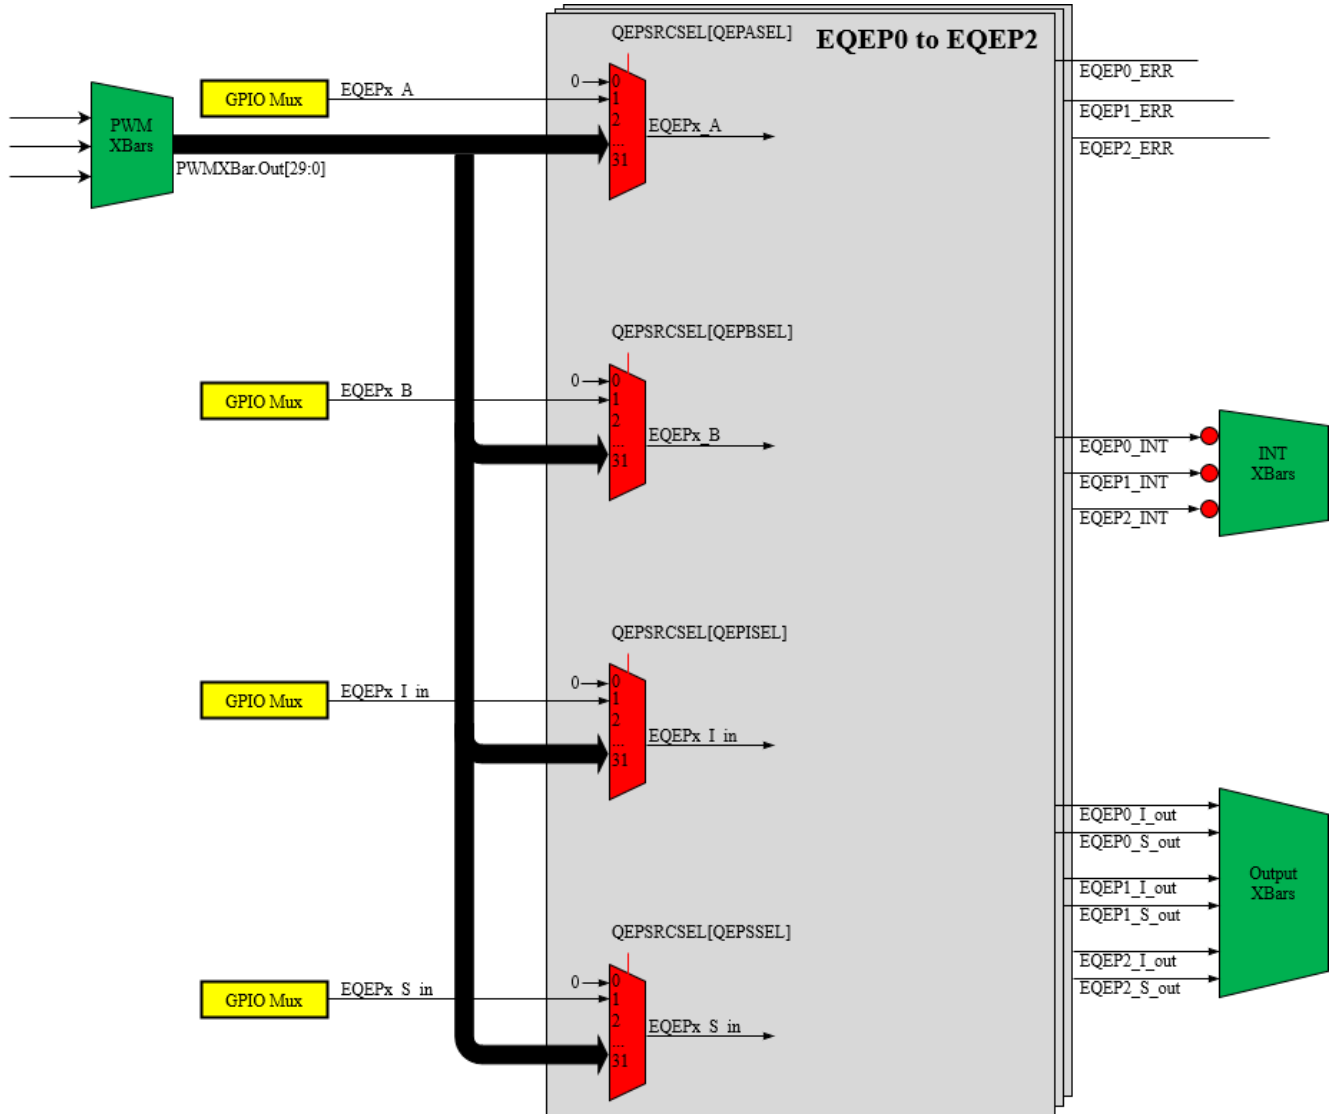 QEPSRCSEL[QEPASEL]
EQEP0 to EQEP2
EQEP0_ERR
EQEP1_ERR
EQEP2_ERR
GPIO Mux
EQEPx_A
PWM
XBars
PWMXBar.Out[29:0]
0
0
1
2
...
31
EQEPx_A
QEPSRCSEL[QEPBSEL]
GPIO Mux
EQEPx_B
0
0
1
2
...
31
EQEPx_B
EQEP0_INT
EQEP1_INT
EQEP2_INT
INT
XBars
QEPSRCSEL[QEPISEL]
GPIO Mux
EQEPx_I_in
0
0
1
2
...
31
EQEPx_I_in
EQEP0_I_out
EQEP0_S_out
EQEP1_I_out
EQEP1_S_out
EQEP2_I_out
EQEP2_S_out
Output
XBars
QEPSRCSEL[QEPSSEL]
GPIO Mux
EQEPx_S_in
0
0
1
2
...
31
EQEPx_S_in